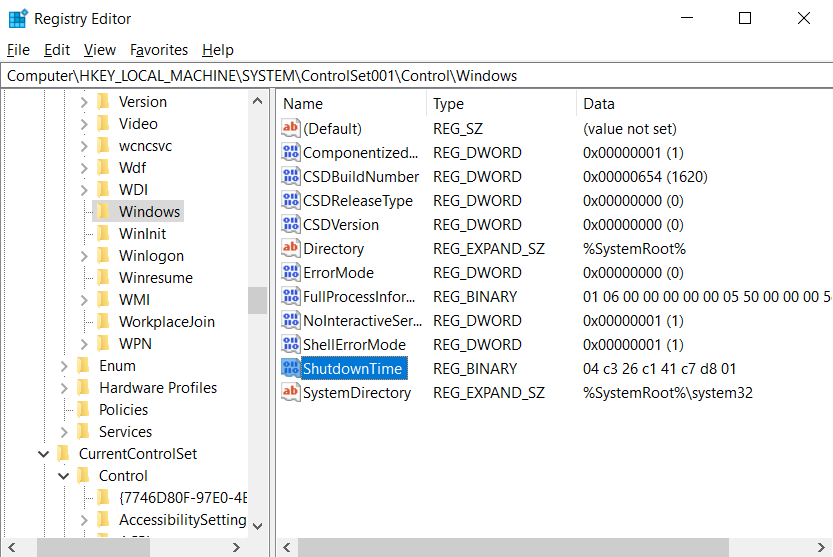 Registry Editor
File Edit View Favorites Help
Computer\HKEY_LOCAL_MACHINE\SYSTEM\ControlSet001\Control\Windows
Version
Video
wcncsvc
Wdf
WDI
Windows
WinInit
Winlogon
Winresume
WMI
WorkplaceJoin
WPN
Enum
Hardware Profiles
Policies
Services
CurrentControlSet
Control
{7746D80F-97E0-4E
AccessibilitySetting
Name Type Data
(Default) REG_SZ (value not set)
Componentized... REG_DWORD 0x00000001 (1)
CSDBuildNumber REG_DWORD 0x00000654 (1620)
CSDReleaseType REG_DWORD 0x00000000 (0)
CSDVersion REG_DWORD 0x00000000 (0)
Directory REG_EXPAND_SZ %SystemRoot%
ErrorMode REG_DWORD 0x00000000 (0)
FullProcessInfor... REG_BINARY 01 06 00 00 00 00 00 05 50 00 00 00 5
NoInteractiveSer... REG_DWORD 0x00000001 (1)
ShellErrorMode REG_DWORD 0x00000001 (1)
ShutdownTime REG_BINARY 04 c3 26 c1 41 c7 d8 01
SystemDirectory REG_EXPAND_SZ %SystemRoot%\system32